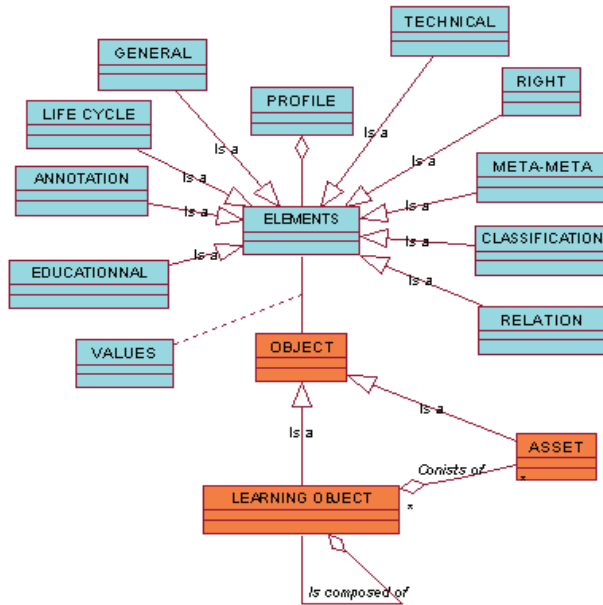 TECHNICAL
GENERAL
RIGHT
PROFILE
LIFE CYCLE
Is a
Is a
Is a
META-META
ANNOTATION
Is a
Is a
Is a
ELEMENTS
CLASSIFICATION
Is a
Is a
EDUCATIONNAL
Is a
RELATION
VALUES
OBJECT
Is a
Is a
ASSET
Conists of
*
LEARNING OBJECT
*
Is composed of